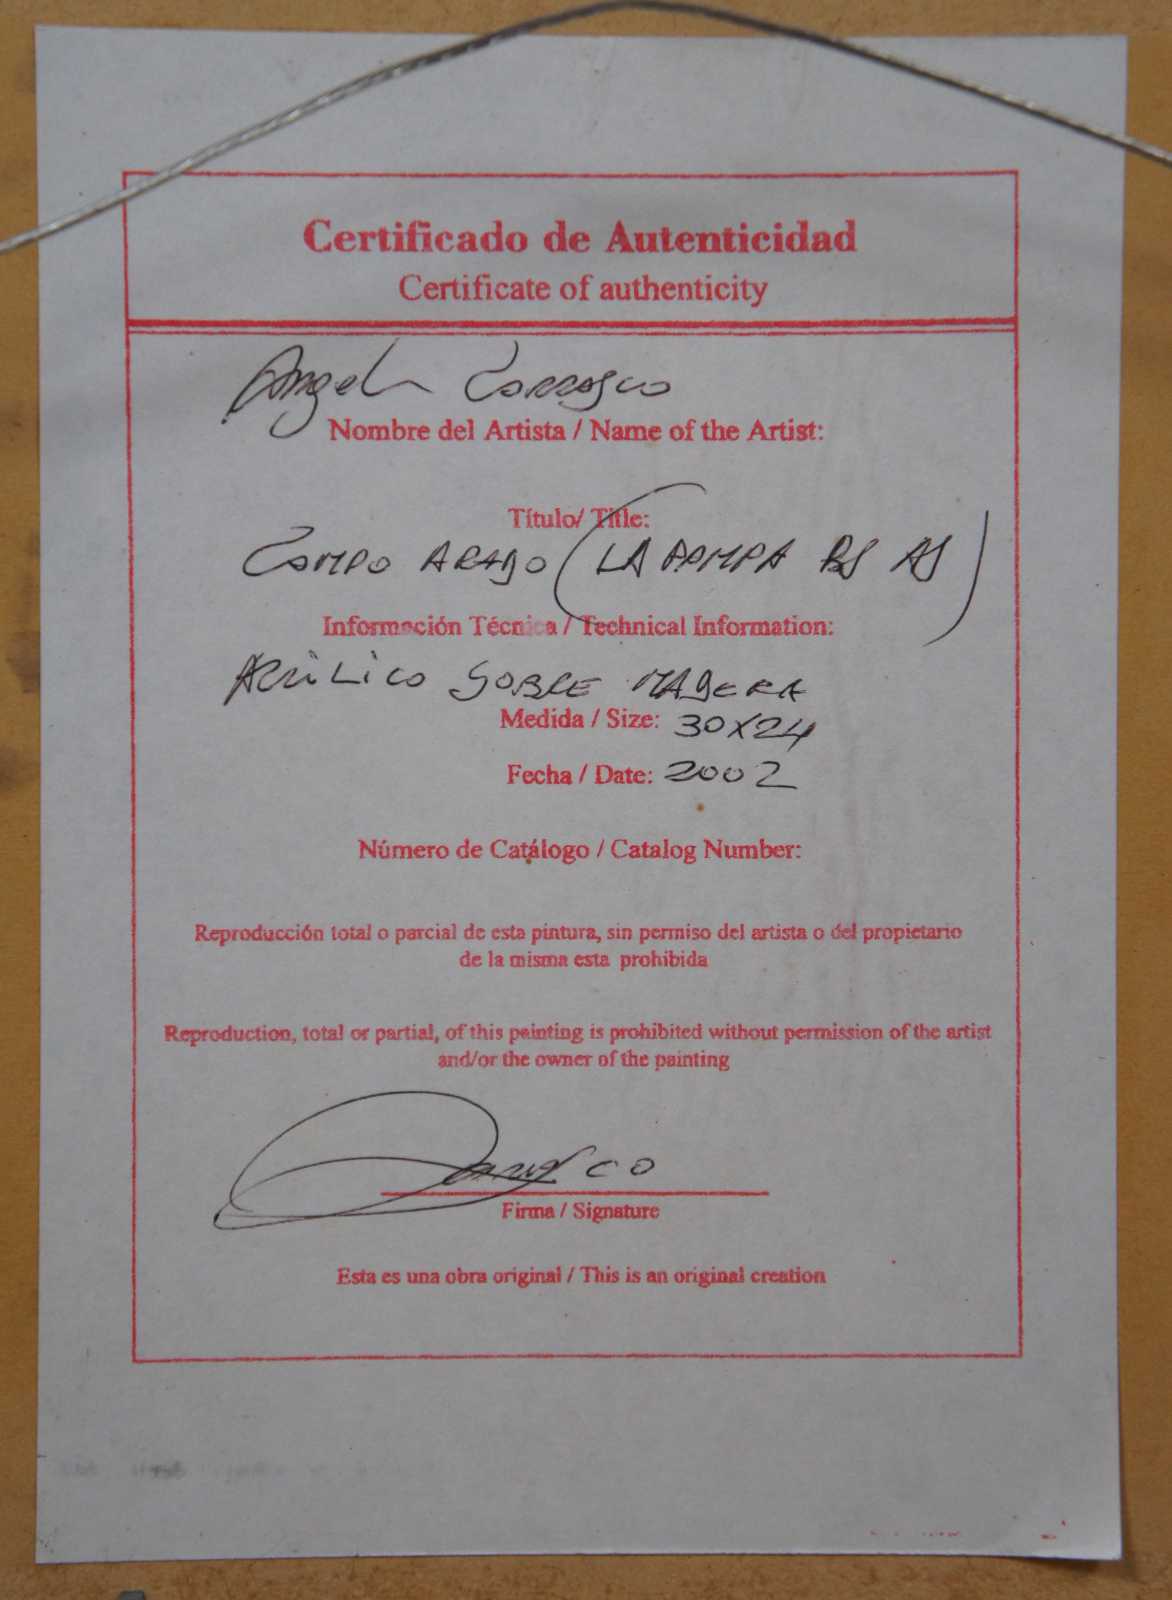 Certificado de Autenticidad
Certificate of authenticity
Angel Carrasco
Nombre del Artista / Name of the Artist:
Título/ Title:
CAMPO ARADO (LA PAMPA BS AS)
Información Técnica / Technical Information:
ACRILICO SOBRE MADERA
Medida / Size: 30X24
Fecha / Date: 2002
Número de Catálogo / Catalog Number:
Reproducción total o parcial de esta pintura, sin permiso del artista o del propietario
de la misma esta prohibida
Reproduction, total or partial, of this painting is prohibited without permission of the artist
and/or the owner of the painting
Carrasco
Firma / Signature
Esta es una obra original / This is an original creation